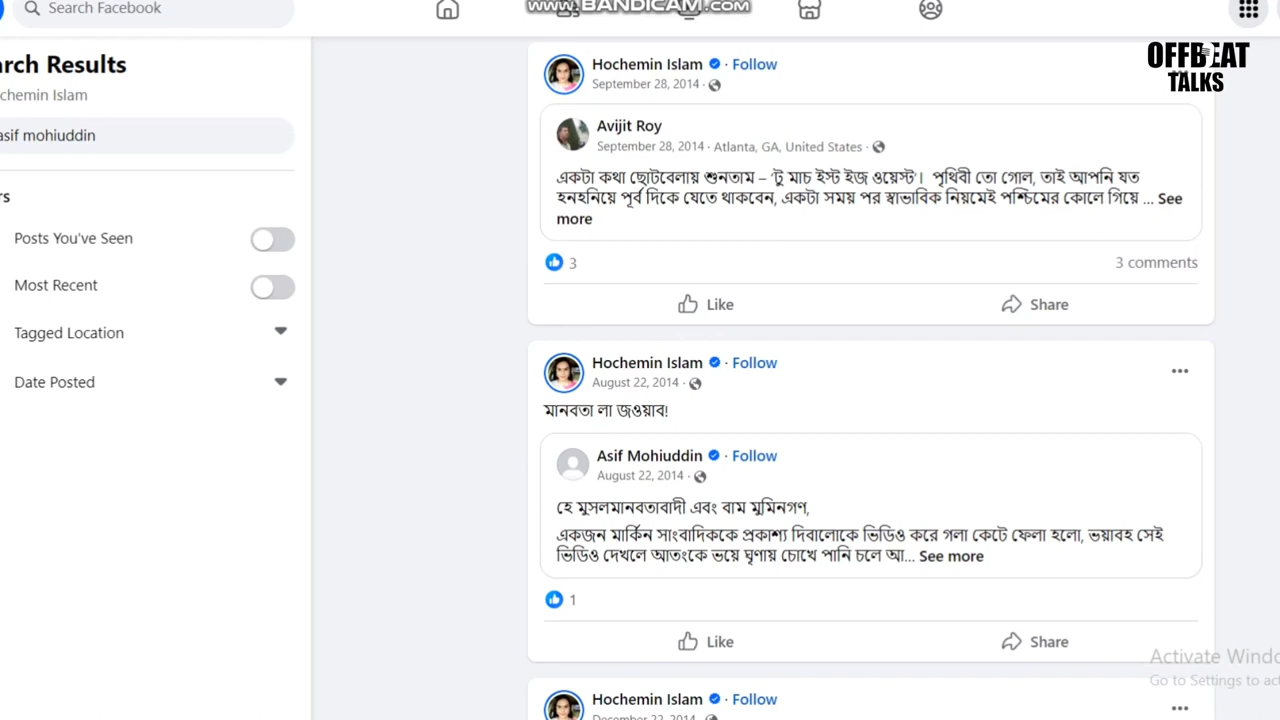 Search Facebook
WWW.BANDICAM.COM
OFFBEAT
TALKS
rch Results
chemin Islam
asif mohiuddin
rs
Posts You've Seen
Most Recent
Tagged Location
Date Posted
Hochemin Islam · Follow
September 28, 2014 ·
Avijit Roy
September 28, 2014 · Atlanta, GA, United States ·
একটা কথা ছোটবেলায় শুনতাম – 'টু মাচ ইস্ট ইজ ওয়েস্ট'। পৃথিবী তো গোল, তাই আপনি যত
হনহনিয়ে পূর্ব দিকে যেতে থাকবেন, একটা সময় পর স্বাভাবিক নিয়মেই পশ্চিমের কোলে গিয়ে ... See
more
3
3 comments
Like
Share
Hochemin Islam · Follow
August 22, 2014 ·
মানবতা লা জওয়াব!
Asif Mohiuddin · Follow
August 22, 2014 ·
হে মুসলমানবতাবাদী এবং বাম মুমিনগণ,
একজন মার্কিন সাংবাদিককে প্রকাশ্য দিবালোকে ভিডিও করে গলা কেটে ফেলা হলো, ভয়াবহ সেই
ভিডিও দেখলে আতংকে ভয়ে ঘৃণায় চোখে পানি চলে আ... See more
1
Like
Share
Activate Windo
Go to Settings to act
Hochemin Islam · Follow
December 22, 2014 ·